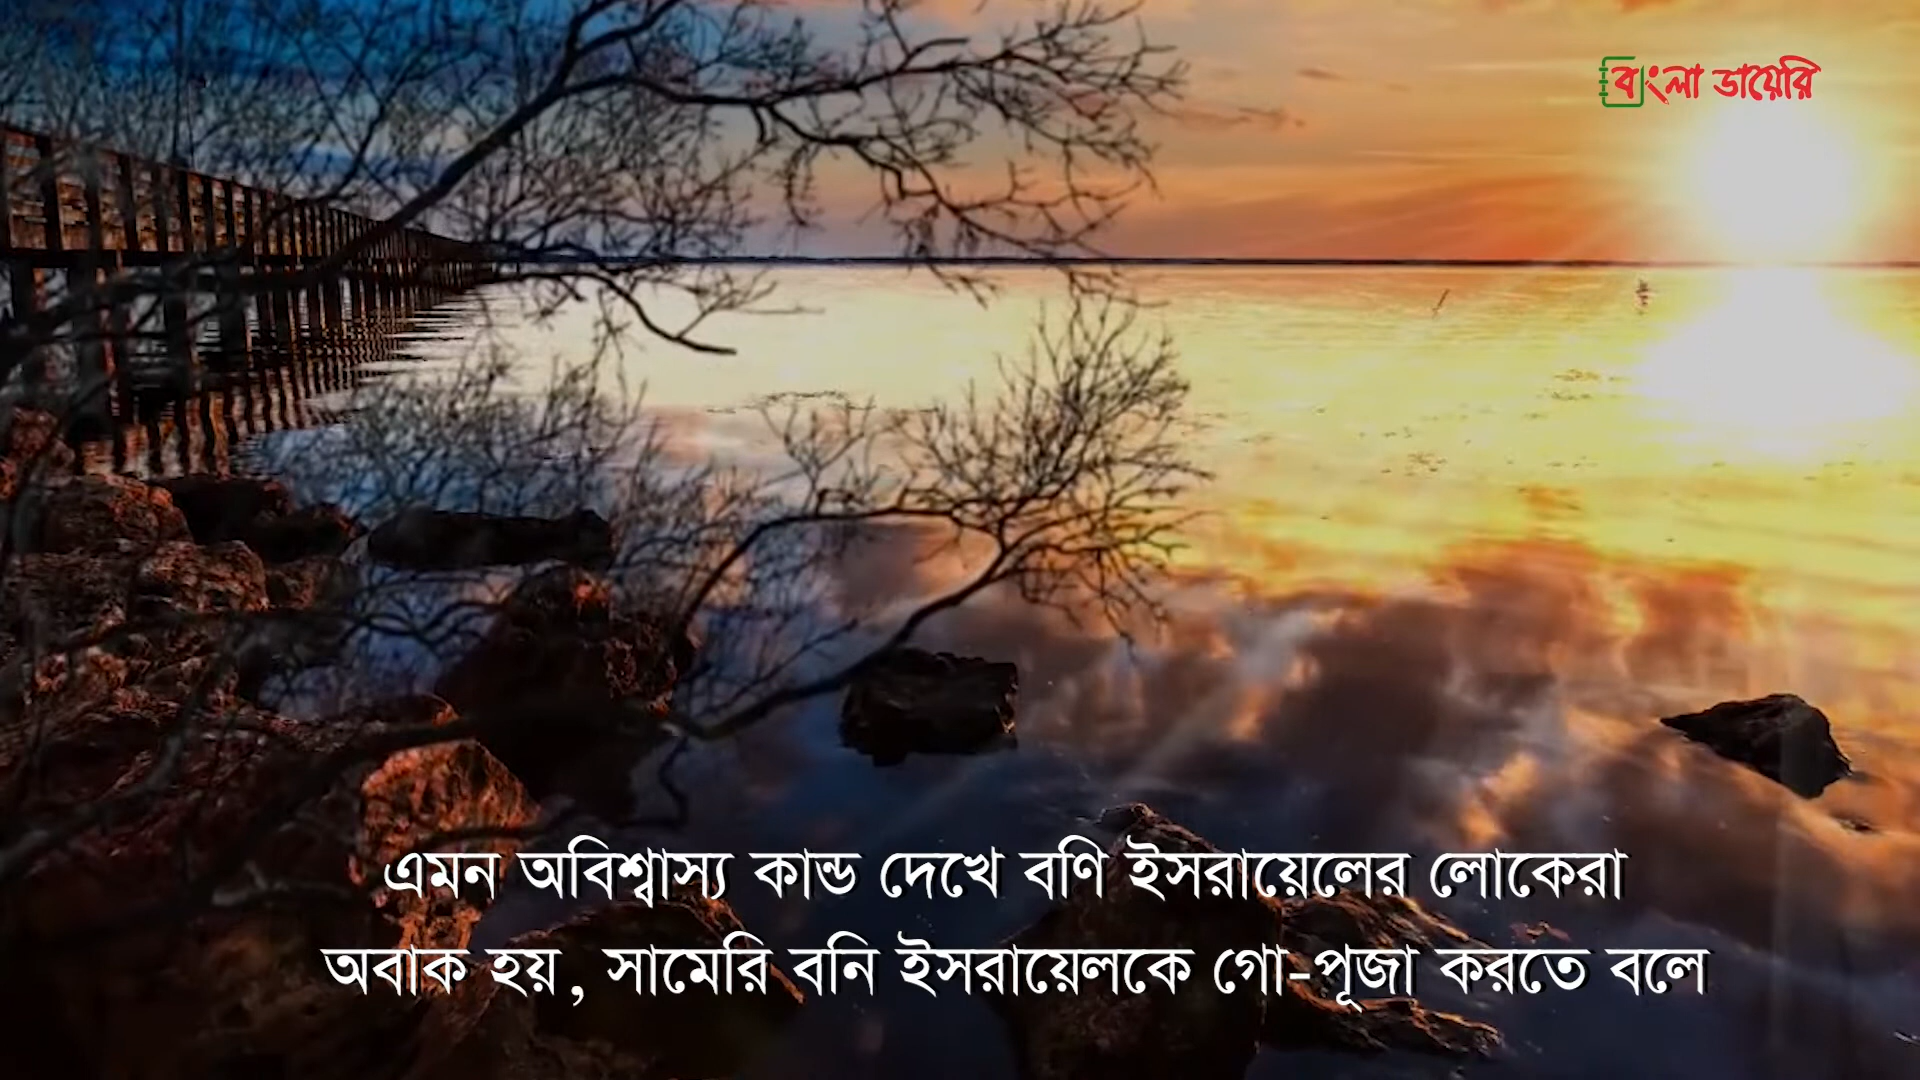 বাংলা ডায়েরি
এমন অবিশ্বাস্য কান্ড দেখে বণি ইসরায়েলের লোকেরা
অবাক হয়, সামেরি বনি ইসরায়েলকে গো-পূজা করতে বলে